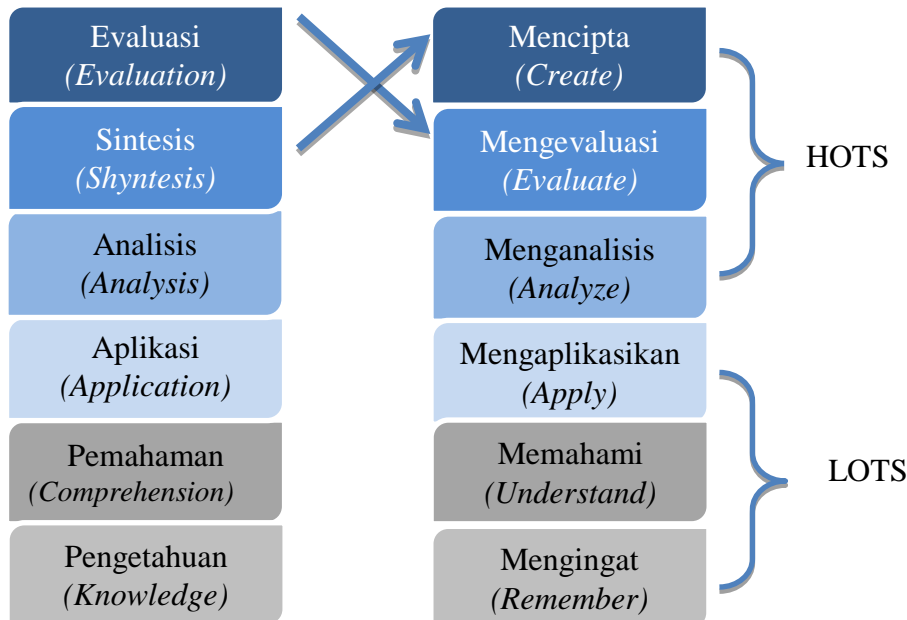 Evaluasi
(Evaluation)
Sintesis
(Shyntesis)
Analisis
(Analysis)
Aplikasi
(Application)
Pemahaman
(Comprehension)
Pengetahuan
(Knowledge)
Mencipta
(Create)
Mengevaluasi
(Evaluate)
Menganalisis
(Analyze)
Mengaplikasikan
(Apply)
Memahami
(Understand)
Mengingat
(Remember)
HOTS
LOTS